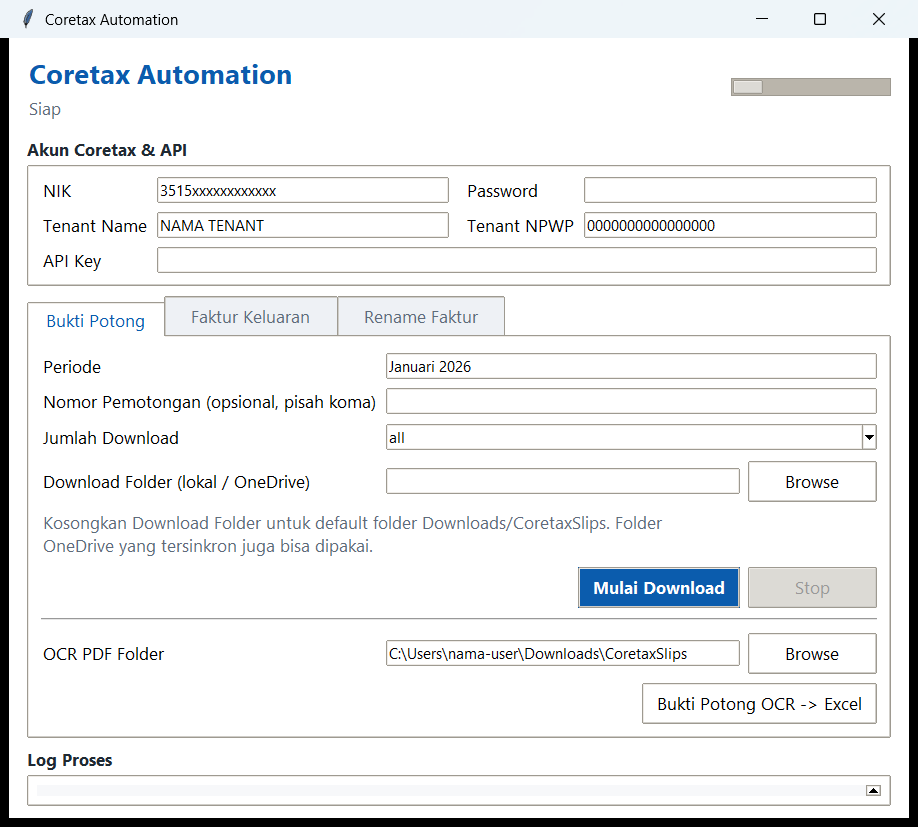 Coretax Automation
Coretax Automation
Siap
Akun Coretax & API
NIK 3515xxxxxxxxxxxx Password
Tenant Name NAMA TENANT Tenant NPWP 0000000000000000
API Key
Bukti Potong Faktur Keluaran Rename Faktur
Periode Januari 2026
Nomor Pemotongan (opsional, pisah koma)
Jumlah Download all
Download Folder (lokal / OneDrive) Browse
Kosongkan Download Folder untuk default folder Downloads/CoretaxSlips. Folder
OneDrive yang tersinkron juga bisa dipakai.
Mulai Download Stop
OCR PDF Folder C:\Users\nama-user\Downloads\CoretaxSlips Browse
Bukti Potong OCR -> Excel
Log Proses